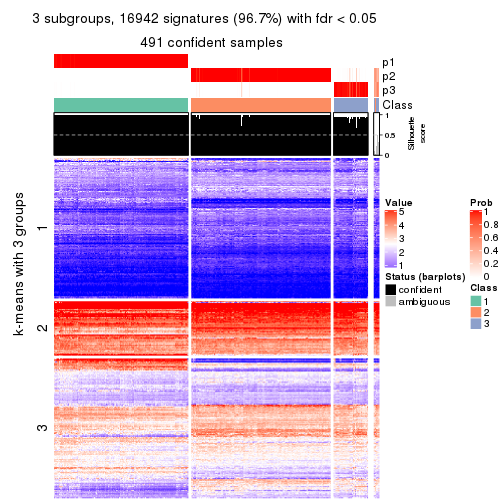 3 subgroups, 16942 signatures (96.7%) with fdr < 0.05
491 confident samples
p1
p2
p3
Class
1
0.5
0
Silhouette
score
k-means with 3 groups
1
2
3
Value
5
4
3
2
1
Status (barplots)
confident
ambiguous
Prob
1
0.8
0.6
0.4
0.2
0
Class
1
2
3